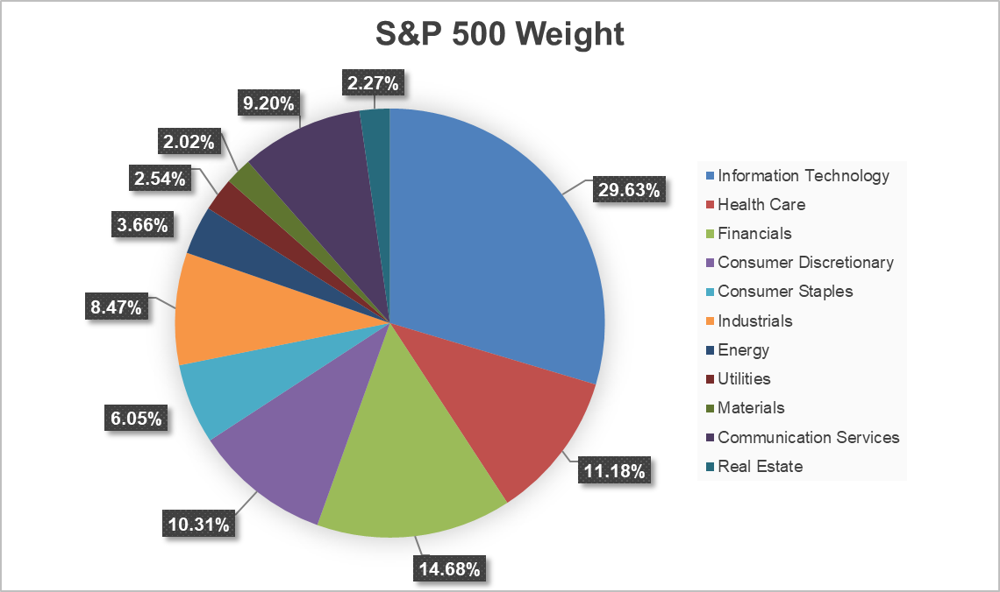 S&P 500 Weight
2.27%
9.20%
2.02%
2.54%
3.66%
8.47%
6.05%
10.31%
14.68%
11.18%
29.63%
Information Technology
Health Care
Financials
Consumer Discretionary
Consumer Staples
Industrials
Energy
Utilities
Materials
Communication Services
Real Estate